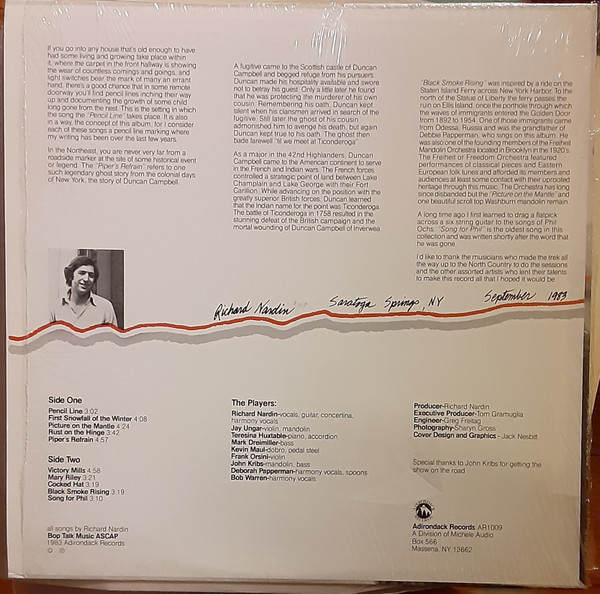 If you go into any house that's old enough to have
had some living and growing take place within
it, where the carpet in the front hallway is showing
the wear of countless comings and goings, and
light switches bear the mark of many an errant
hand, there's a good chance that in some remote
doorway you'll find pencil lines inching their way
up and documenting the growth of some child
long gone from the nest. This is the setting in which
the song the "Pencil Line" takes place. It is also
in a way, the concept of this album, for I consider
each of these songs a pencil line marking where
my writing has been over the last few years.
In the Northeast, you are never very far from a
roadside marker at the site of some historical event
or legend. The "Piper's Refrain" refers to one
such legendary ghost story from the colonial days
of New York, the story of Duncan Campbell.
A fugitive came to the Scottish castle of Duncan
Campbell and begged refuge from his pursuers.
Duncan made his hospitality available and swore
not to betray his guest. Only a little later he found
that he was protecting the murderer of his own
cousin. Remembering his oath, Duncan kept
silent when his clansmen arrived in search of the
fugitive. Still later the ghost of his cousin
admonished him to avenge his death, but again
Duncan kept true to his oath. The ghost then
bade farewell "til we meet at Ticonderoga"
As a major in the 42nd Highlanders, Duncan
Campbell came to the American continent to serve
in the French and Indian wars. The French forces
controlled a strategic point of land between Lake
Champlain and Lake George with their Fort
Carillion. While advancing on the position with the
greatly superior British forces, Duncan learned
that the Indian name for the point was Ticonderoga.
The battle of Ticonderoga in 1758 resulted in the
stunning defeat of the British campaign and the
mortal wounding of Duncan Campbell of Inverwea
"Black Smoke Rising" was inspired by a ride on the
Staten Island Ferry across New York Harbor. To the
north of the Statue of Liberty the ferry passes the
ruin on Ellis Island, once the porthole through which
the waves of immigrants entered the Golden Door
from 1892 to 1954. One of those immigrants came
from Odessa, Russia and was the grandfather of
Debbie Papperman, who sings on this album. He
was also one of the founding members of the Freiheit
Mandolin Orchestra located in Brooklyn in the 1920's.
The Freiheit or Freedom Orchestra featured
performances of classical pieces and Eastern
European folk tunes and afforded its members and
audiences at least some contact with their uprooted
heritage through this music. The Orchestra has long
since disbanded but the "Picture on the Mantle" and
one beautiful scroll top Washburn mandolin remain.
A long time ago I first learned to drag a flatpick
across a six string guitar to the songs of Phil
Ochs. "Song for Phil" is the oldest song in this
collection and was written shortly after the word that
he was gone.
I'd like to thank the musicians who made the trek all
the way up to the North Country to do the sessions
and the other assorted artists who lent their talents
to make this record all that I hoped it would be.
Richard Nardin Saratoga Springs, NY September 1983
Side One
Pencil Line 3:02
First Snowfall of the Winter 4:08
Picture on the Mantle 4:24
Rust on the Hinge 3:42
Piper's Refrain 4:57
Side Two
Victory Mills 4:58
Mary Riley 3:21
Cocked Hat 3:19
Black Smoke Rising 3:19
Song for Phil 3:10
all songs by Richard Nardin
Bop Talk Music ASCAP
1983 Adirondack Records
© ℗
The Players:
Richard Nardin-vocals, guitar, concertina,
harmony vocals
Jay Ungar-violin, mandolin
Teresina Huxtable-piano, accordion
Mark Dreimiller-bass
Kevin Maul-dobro, pedal steel
Frank Orsini-violin
John Kribs-mandolin, bass
Deborah Papperman-harmony vocals, spoons
Bob Warren-harmony vocals
Producer-Richard Nardin
Executive Producer-Tom Gramuglia
Engineer-Greg Freitag
Photography-Sharyn Gross
Cover Design and Graphics - Jack Nesbitt
Special thanks to John Kribs for getting the
show on the road
Adirondack Records AR1009
A Division of Michele Audio
Box 566
Massena, NY 13662